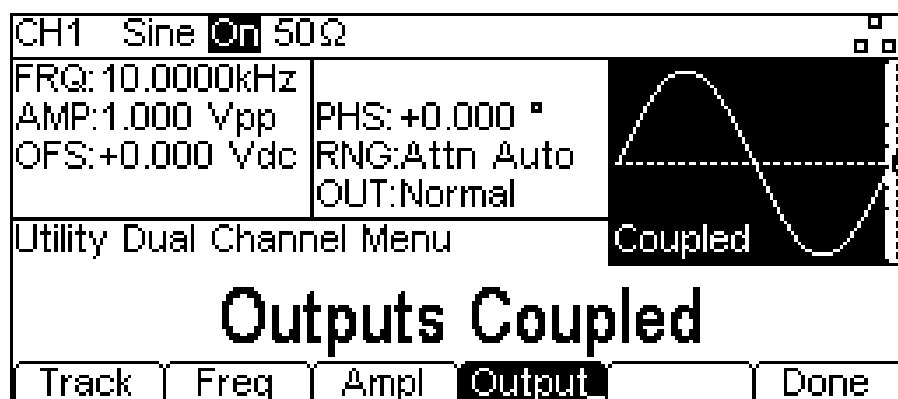 CH1 Sine On 50Ω
FRQ:10.0000kHz
AMP:1.000 Vpp
OFS:+0.000 Vdc
PHS:+0.000 °
RNG:Attn Auto
OUT:Normal
Utility Dual Channel Menu
Coupled
Outputs Coupled
Track Freq Ampl Output Done